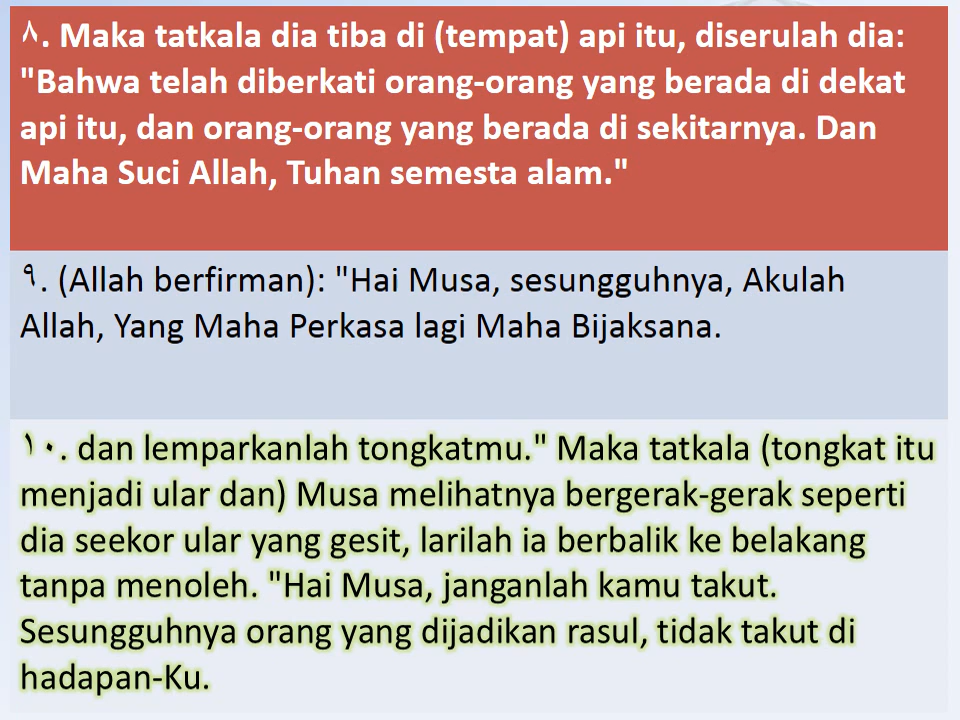 ٨. Maka tatkala dia tiba di (tempat) api itu, diserulah dia:
"Bahwa telah diberkati orang-orang yang berada di dekat
api itu, dan orang-orang yang berada di sekitarnya. Dan
Maha Suci Allah, Tuhan semesta alam."
٩. (Allah berfirman): "Hai Musa, sesungguhnya, Akulah
Allah, Yang Maha Perkasa lagi Maha Bijaksana.
١٠. dan lemparkanlah tongkatmu." Maka tatkala (tongkat itu
menjadi ular dan) Musa melihatnya bergerak-gerak seperti
dia seekor ular yang gesit, larilah ia berbalik ke belakang
tanpa menoleh. "Hai Musa, janganlah kamu takut.
Sesungguhnya orang yang dijadikan rasul, tidak takut di
hadapan-Ku.